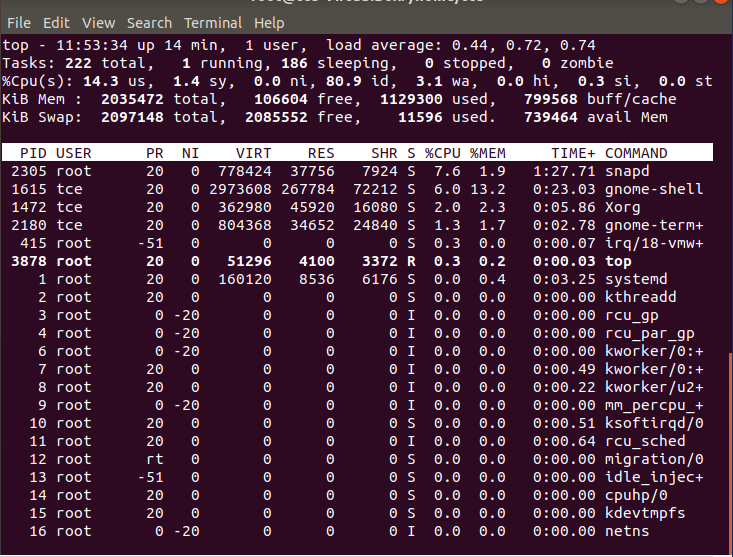 File Edit View Search Terminal Help
top - 11:53:34 up 14 min,  1 user,  load average: 0.44, 0.72, 0.74
Tasks: 222 total,   1 running, 186 sleeping,   0 stopped,   0 zombie
%Cpu(s): 14.3 us,  1.4 sy,  0.0 ni, 80.9 id,  3.1 wa,  0.0 hi,  0.3 si,  0.0 st
KiB Mem :  2035472 total,   106604 free,  1129300 used,   799568 buff/cache
KiB Swap:  2097148 total,  2085552 free,    11596 used.   739464 avail Mem
PID USER PR NI VIRT RES SHR S %CPU %MEM TIME+ COMMAND
2305 root 20 0 778424 37756 7924 S 7.6 1.9 1:27.71 snapd
1615 tce 20 0 2973608 267784 72212 S 6.0 13.2 0:23.03 gnome-shell
1472 tce 20 0 362980 45920 16080 S 2.0 2.3 0:05.86 Xorg
2180 tce 20 0 804368 34652 24840 S 1.3 1.7 0:02.78 gnome-term+
415 root -51 0 0 0 0 S 0.3 0.0 0:00.07 irq/18-vmw+
3878 root 20 0 51296 4100 3372 R 0.3 0.2 0:00.03 top
1 root 20 0 160120 8536 6176 S 0.0 0.4 0:03.25 systemd
2 root 20 0 0 0 0 S 0.0 0.0 0:00.00 kthreadd
3 root 0 -20 0 0 0 I 0.0 0.0 0:00.00 rcu_gp
4 root 0 -20 0 0 0 I 0.0 0.0 0:00.00 rcu_par_gp
6 root 0 -20 0 0 0 I 0.0 0.0 0:00.00 kworker/0:+
7 root 20 0 0 0 0 I 0.0 0.0 0:00.49 kworker/0:+
8 root 20 0 0 0 0 I 0.0 0.0 0:00.22 kworker/u2+
9 root 0 -20 0 0 0 I 0.0 0.0 0:00.00 mm_percpu_+
10 root 20 0 0 0 0 S 0.0 0.0 0:00.51 ksoftirqd/0
11 root 20 0 0 0 0 I 0.0 0.0 0:00.64 rcu_sched
12 root rt 0 0 0 0 S 0.0 0.0 0:00.00 migration/0
13 root -51 0 0 0 0 S 0.0 0.0 0:00.00 idle_injec+
14 root 20 0 0 0 0 S 0.0 0.0 0:00.00 cpuhp/0
15 root 20 0 0 0 0 S 0.0 0.0 0:00.00 kdevtmpfs
16 root 0 -20 0 0 0 I 0.0 0.0 0:00.00 netns